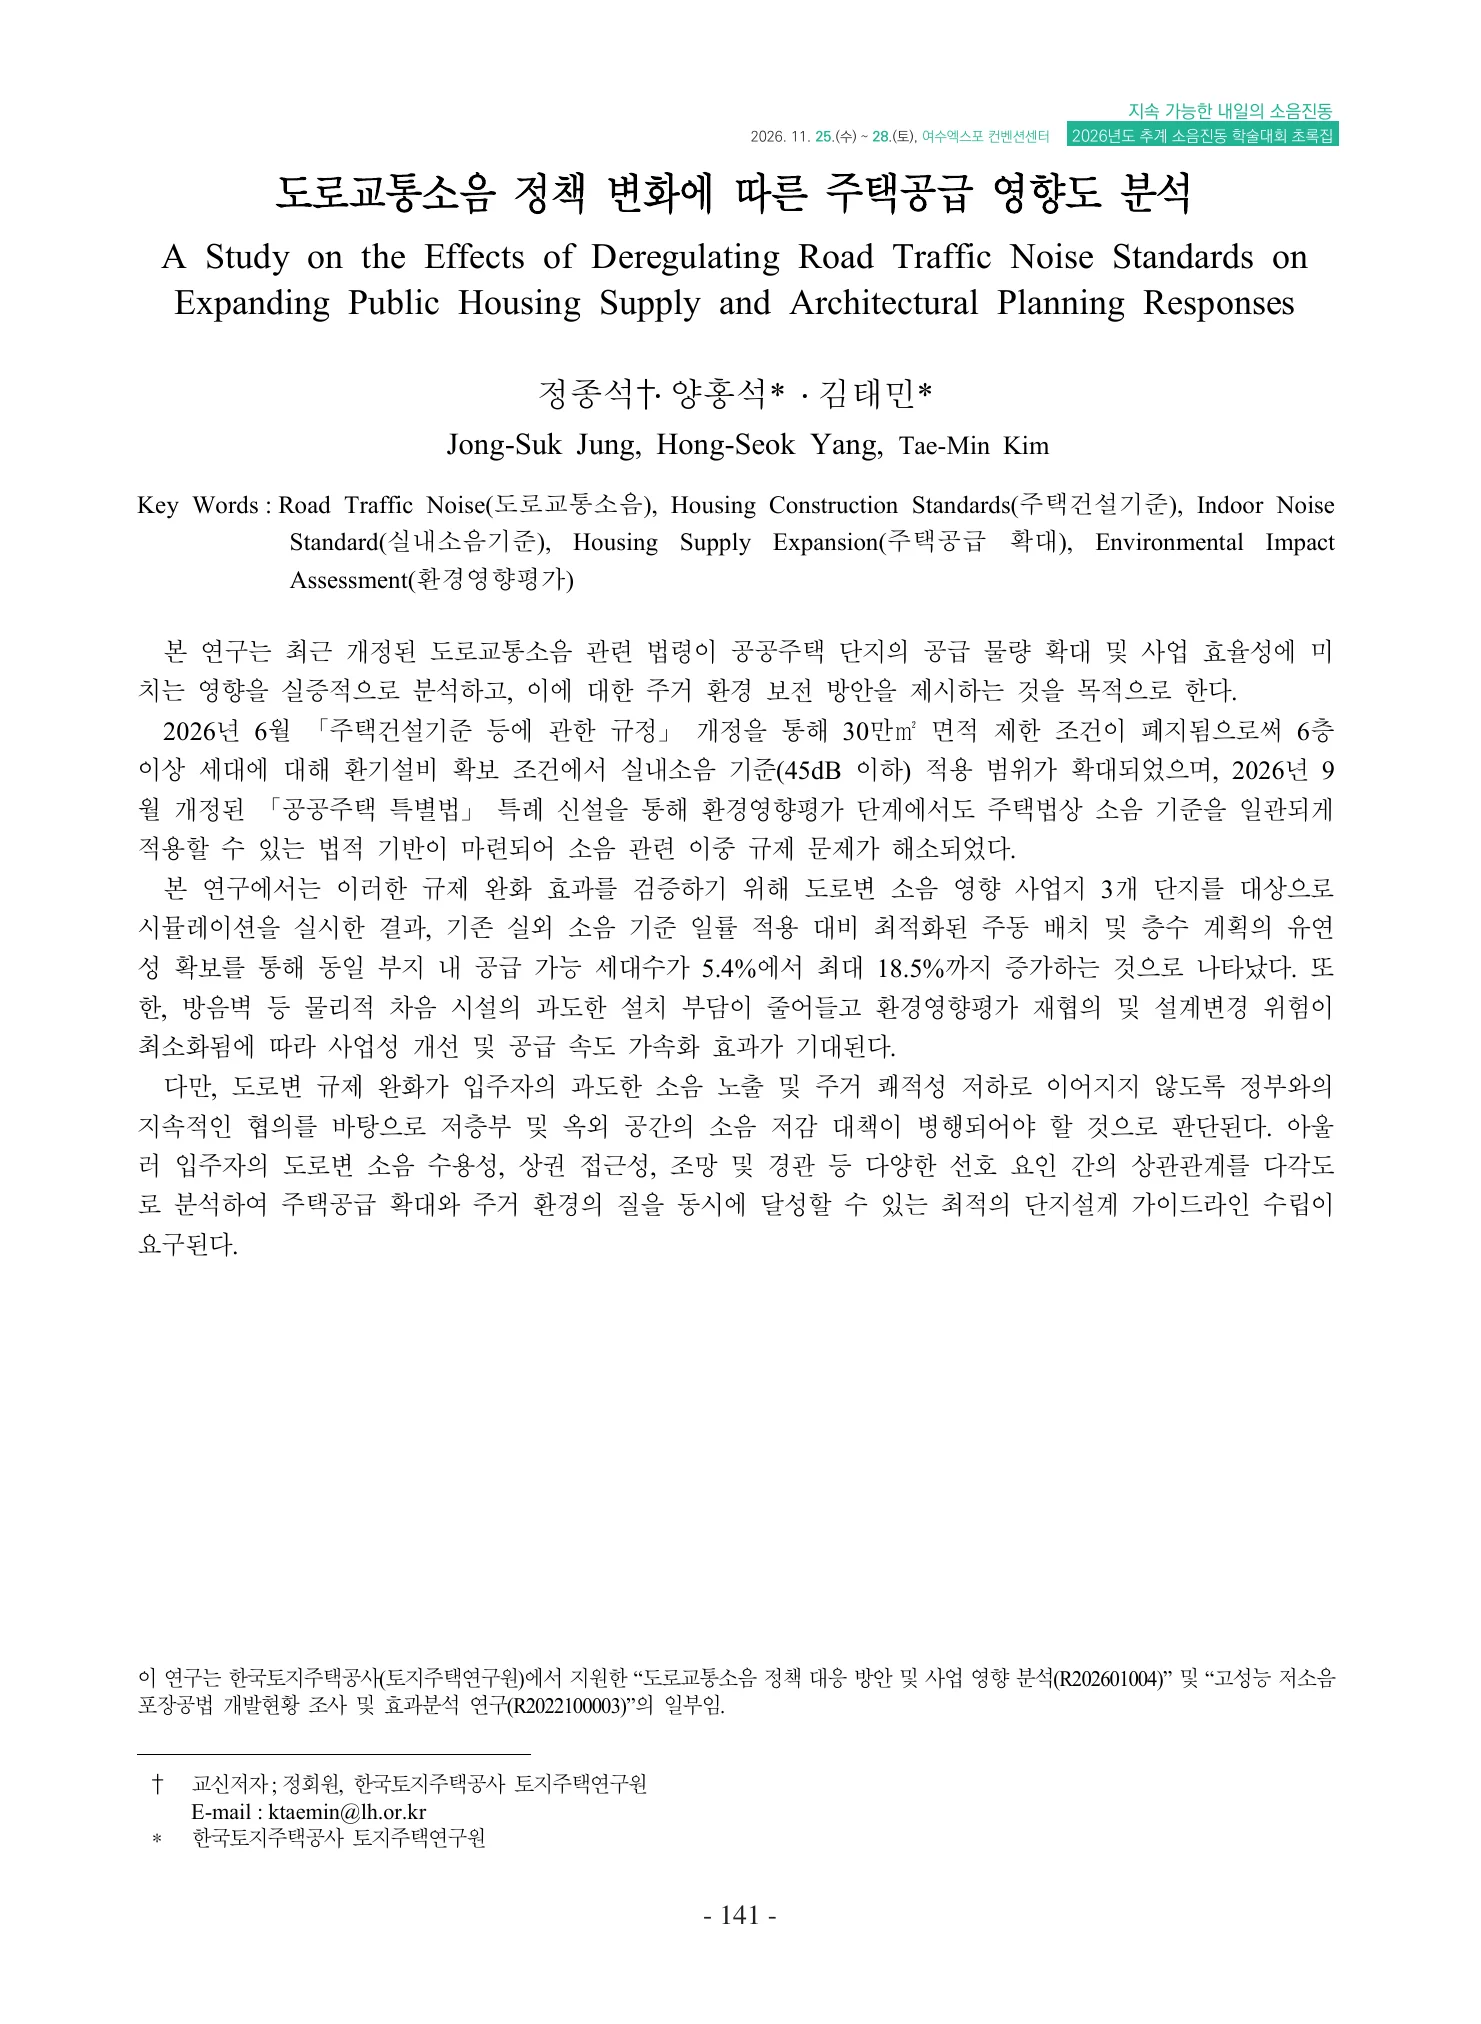 지속 가능한 내일의 소음진동
2026. 11. 25.(수) ~ 28.(토), 여수엑스포 컨벤션센터 2026년도 추계 소음진동 학술대회 초록집
도로교통소음 정책 변화에 따른 주택공급 영향도 분석
A Study on the Effects of Deregulating Road Traffic Noise Standards on
Expanding Public Housing Supply and Architectural Planning Responses
정종석†· 양홍석* · 김태민*
Jong-Suk Jung, Hong-Seok Yang, Tae-Min Kim
Key Words : Road Traffic Noise(도로교통소음), Housing Construction Standards(주택건설기준), Indoor Noise
Standard(실내소음기준), Housing Supply Expansion(주택공급 확대), Environmental Impact
Assessment(환경영향평가)
본 연구는 최근 개정된 도로교통소음 관련 법령이 공공주택 단지의 공급 물량 확대 및 사업 효율성에 미
치는 영향을 실증적으로 분석하고, 이에 대한 주거 환경 보전 방안을 제시하는 것을 목적으로 한다.
2026년 6월 「주택건설기준 등에 관한 규정」 개정을 통해 30만㎡ 면적 제한 조건이 폐지됨으로써 6층
이상 세대에 대해 환기설비 확보 조건에서 실내소음 기준(45dB 이하) 적용 범위가 확대되었으며, 2026년 9
월 개정된 「공공주택 특별법」 특례 신설을 통해 환경영향평가 단계에서도 주택법상 소음 기준을 일관되게
적용할 수 있는 법적 기반이 마련되어 소음 관련 이중 규제 문제가 해소되었다.
본 연구에서는 이러한 규제 완화 효과를 검증하기 위해 도로변 소음 영향 사업지 3개 단지를 대상으로
시뮬레이션을 실시한 결과, 기존 실외 소음 기준 일률 적용 대비 최적화된 주동 배치 및 층수 계획의 유연
성 확보를 통해 동일 부지 내 공급 가능 세대수가 5.4%에서 최대 18.5%까지 증가하는 것으로 나타났다. 또
한, 방음벽 등 물리적 차음 시설의 과도한 설치 부담이 줄어들고 환경영향평가 재협의 및 설계변경 위험이
최소화됨에 따라 사업성 개선 및 공급 속도 가속화 효과가 기대된다.
다만, 도로변 규제 완화가 입주자의 과도한 소음 노출 및 주거 쾌적성 저하로 이어지지 않도록 정부와의
지속적인 협의를 바탕으로 저층부 및 옥외 공간의 소음 저감 대책이 병행되어야 할 것으로 판단된다. 아울
러 입주자의 도로변 소음 수용성, 상권 접근성, 조망 및 경관 등 다양한 선호 요인 간의 상관관계를 다각도
로 분석하여 주택공급 확대와 주거 환경의 질을 동시에 달성할 수 있는 최적의 단지설계 가이드라인 수립이
요구된다.
이 연구는 한국토지주택공사(토지주택연구원)에서 지원한 “도로교통소음 정책 대응 방안 및 사업 영향 분석(R202601004)” 및 “고성능 저소음
포장공법 개발현황 조사 및 효과분석 연구(R2022100003)”의 일부임.
† 교신저자; 정회원, 한국토지주택공사 토지주택연구원
E-mail : ktaemin@lh.or.kr
* 한국토지주택공사 토지주택연구원
- 141 -